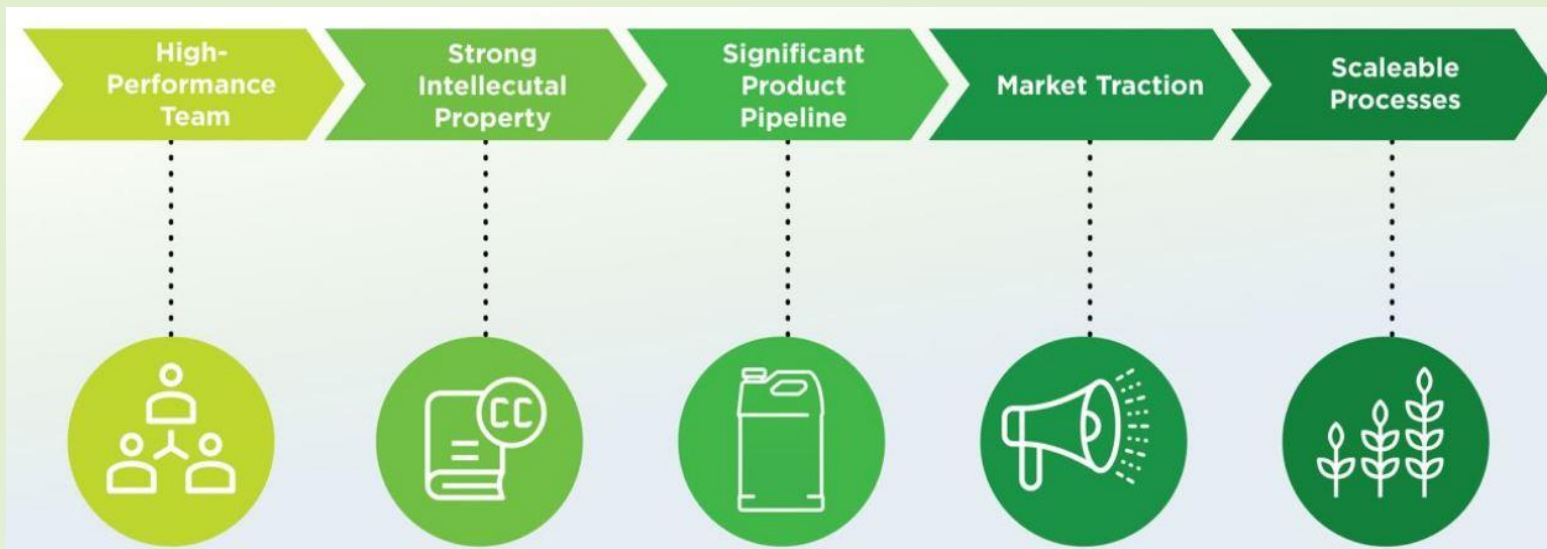 High-
Performance
Team
Strong
Intellecutal
Property
Significant
Product
Pipeline
Market Traction
Scaleable
Processes
CC